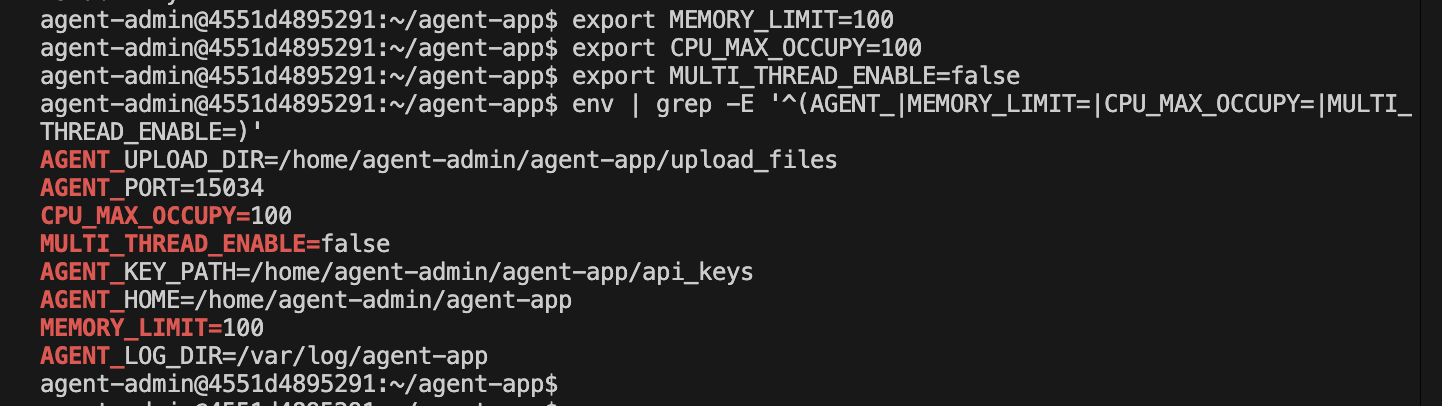 agent-admin@4551d4895291:~/agent-app$ export MEMORY_LIMIT=100
agent-admin@4551d4895291:~/agent-app$ export CPU_MAX_OCCUPY=100
agent-admin@4551d4895291:~/agent-app$ export MULTI_THREAD_ENABLE=false
agent-admin@4551d4895291:~/agent-app$ env | grep -E '^(AGENT_|MEMORY_LIMIT=|CPU_MAX_OCCUPY=|MULTI_
THREAD_ENABLE=)'
AGENT_UPLOAD_DIR=/home/agent-admin/agent-app/upload_files
AGENT_PORT=15034
CPU_MAX_OCCUPY=100
MULTI_THREAD_ENABLE=false
AGENT_KEY_PATH=/home/agent-admin/agent-app/api_keys
AGENT_HOME=/home/agent-admin/agent-app
MEMORY_LIMIT=100
AGENT_LOG_DIR=/var/log/agent-app
agent-admin@4551d4895291:~/agent-app$